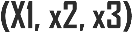 (X1, x2, x3)